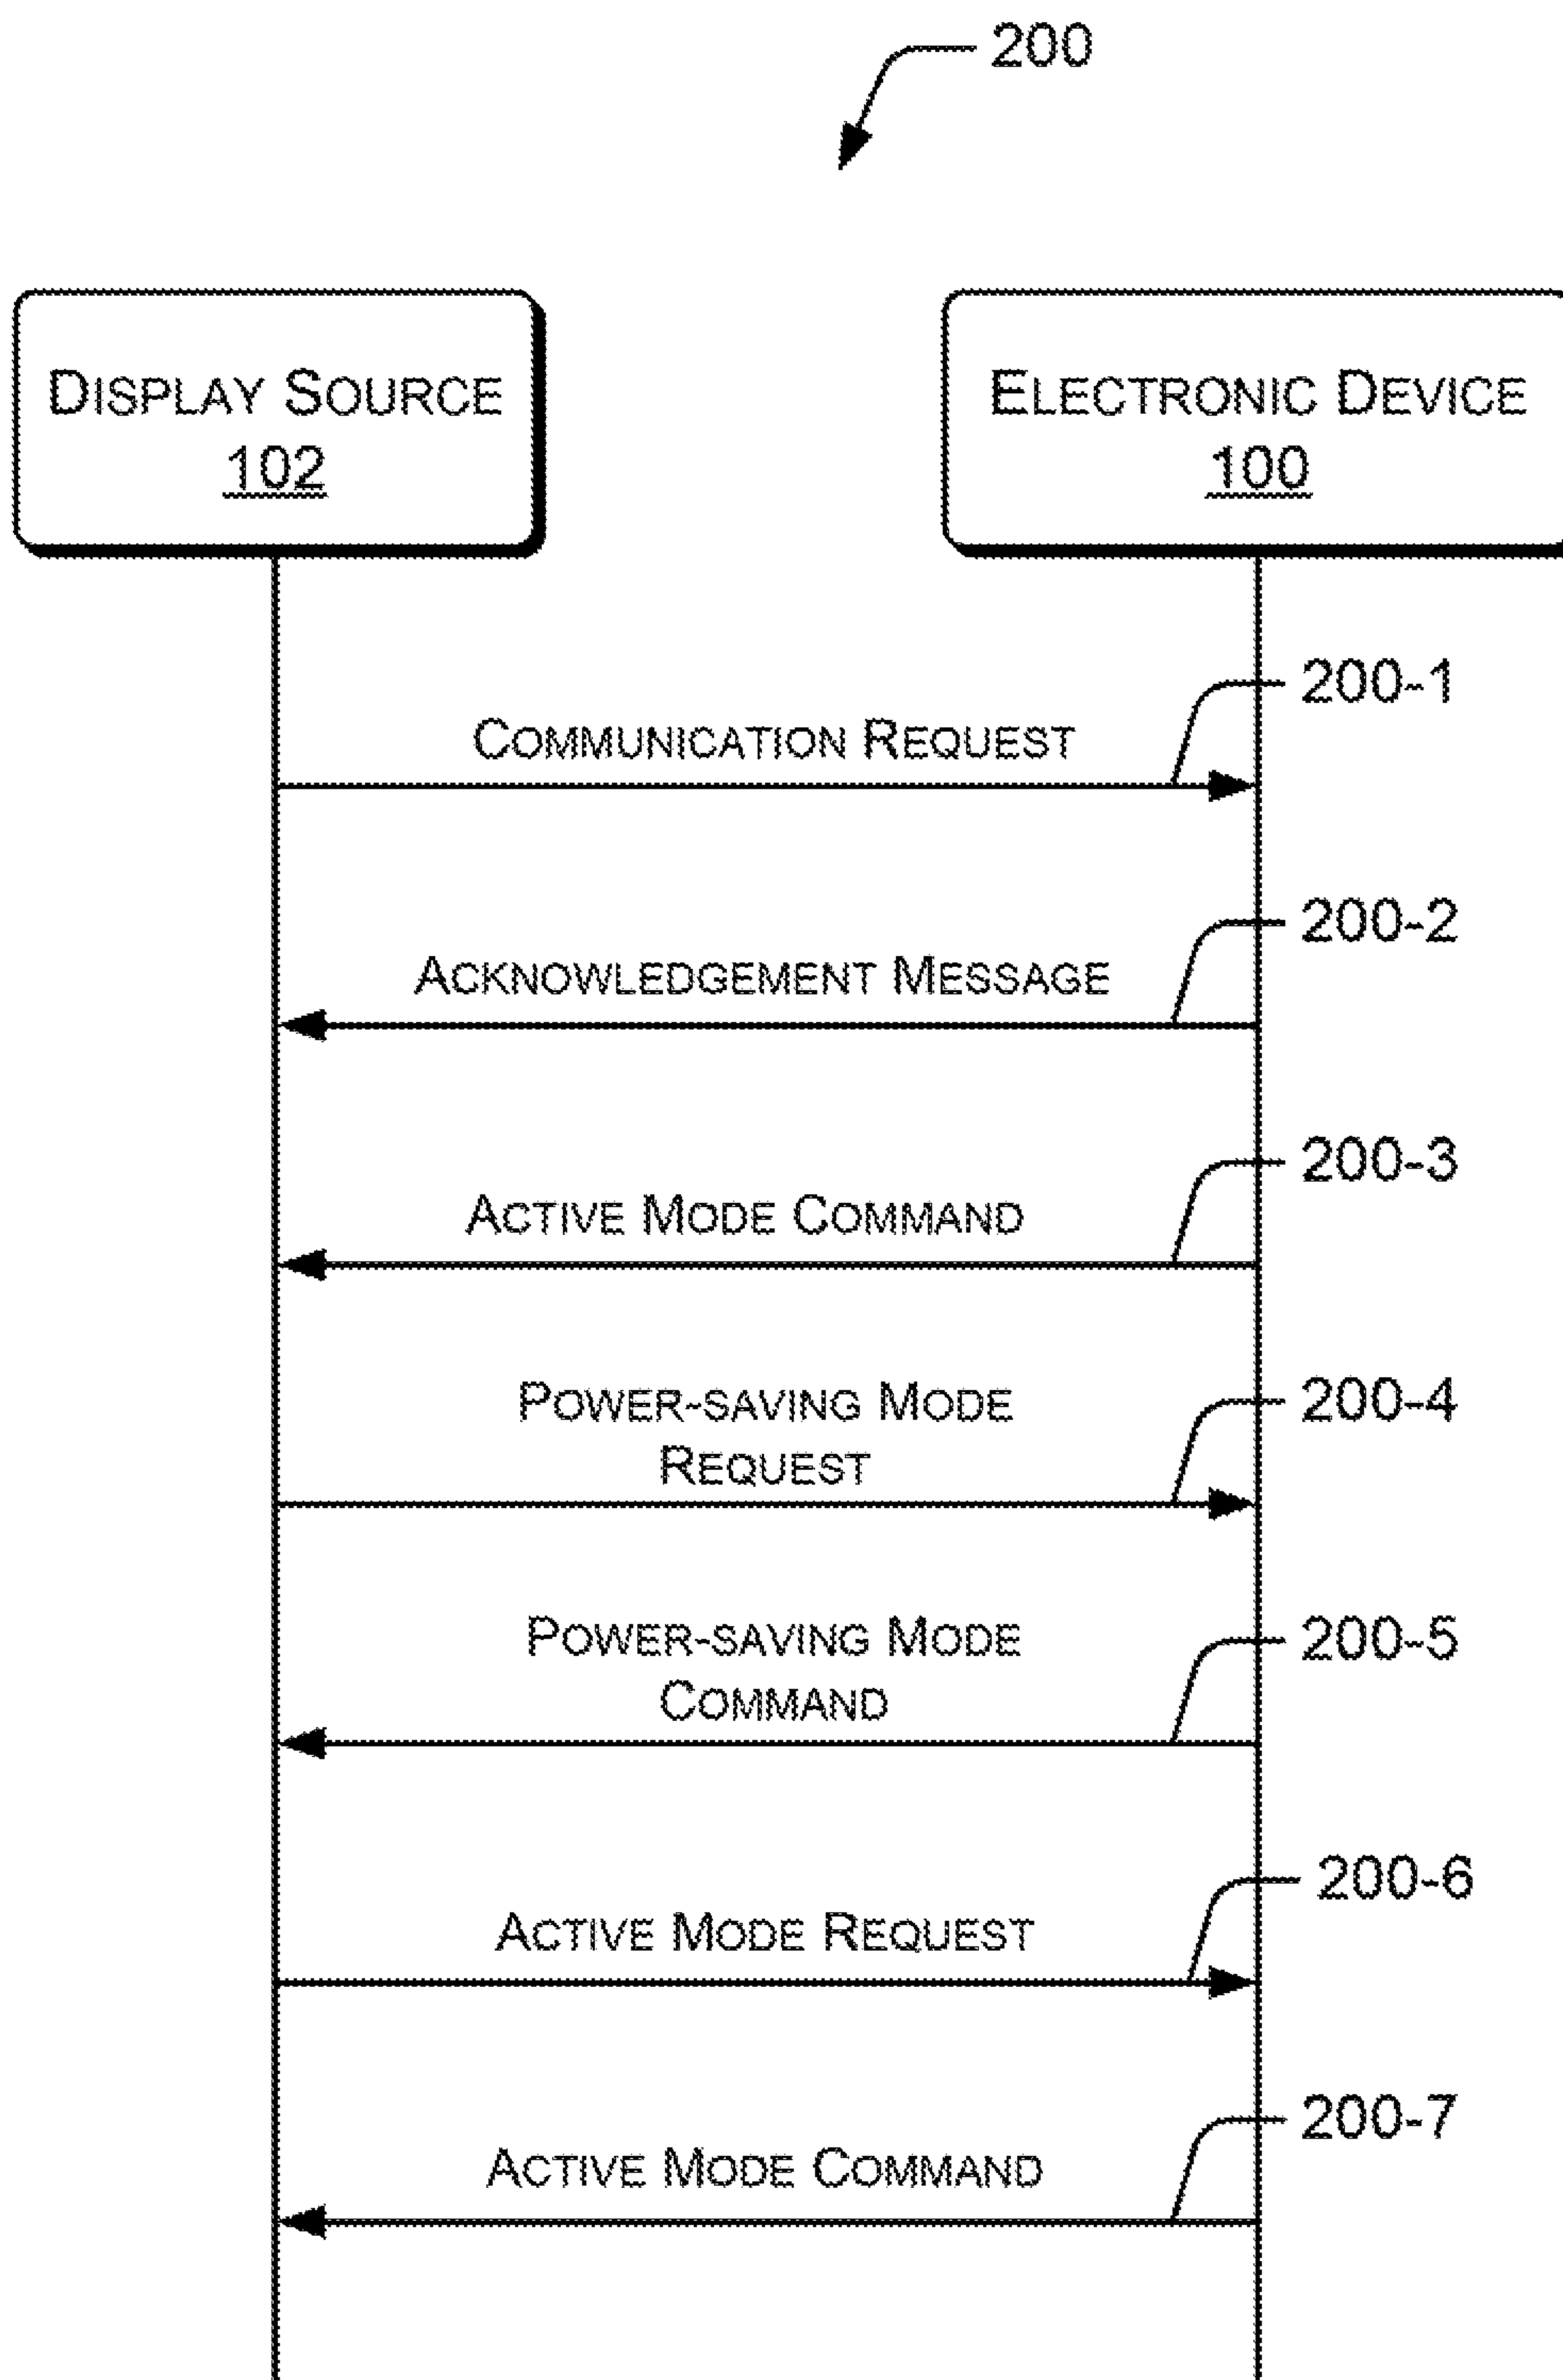 200
DISPLAY SOURCE
102
ELECTRONIC DEVICE
100
200-1
COMMUNICATION REQUEST
200-2
ACKNOWLEDGEMENT MESSAGE
200-3
ACTIVE MODE COMMAND
200-4
POWER-SAVING MODE
REQUEST
200-5
POWER-SAVING MODE
COMMAND
200-6
ACTIVE MODE REQUEST
200-7
ACTIVE MODE COMMAND